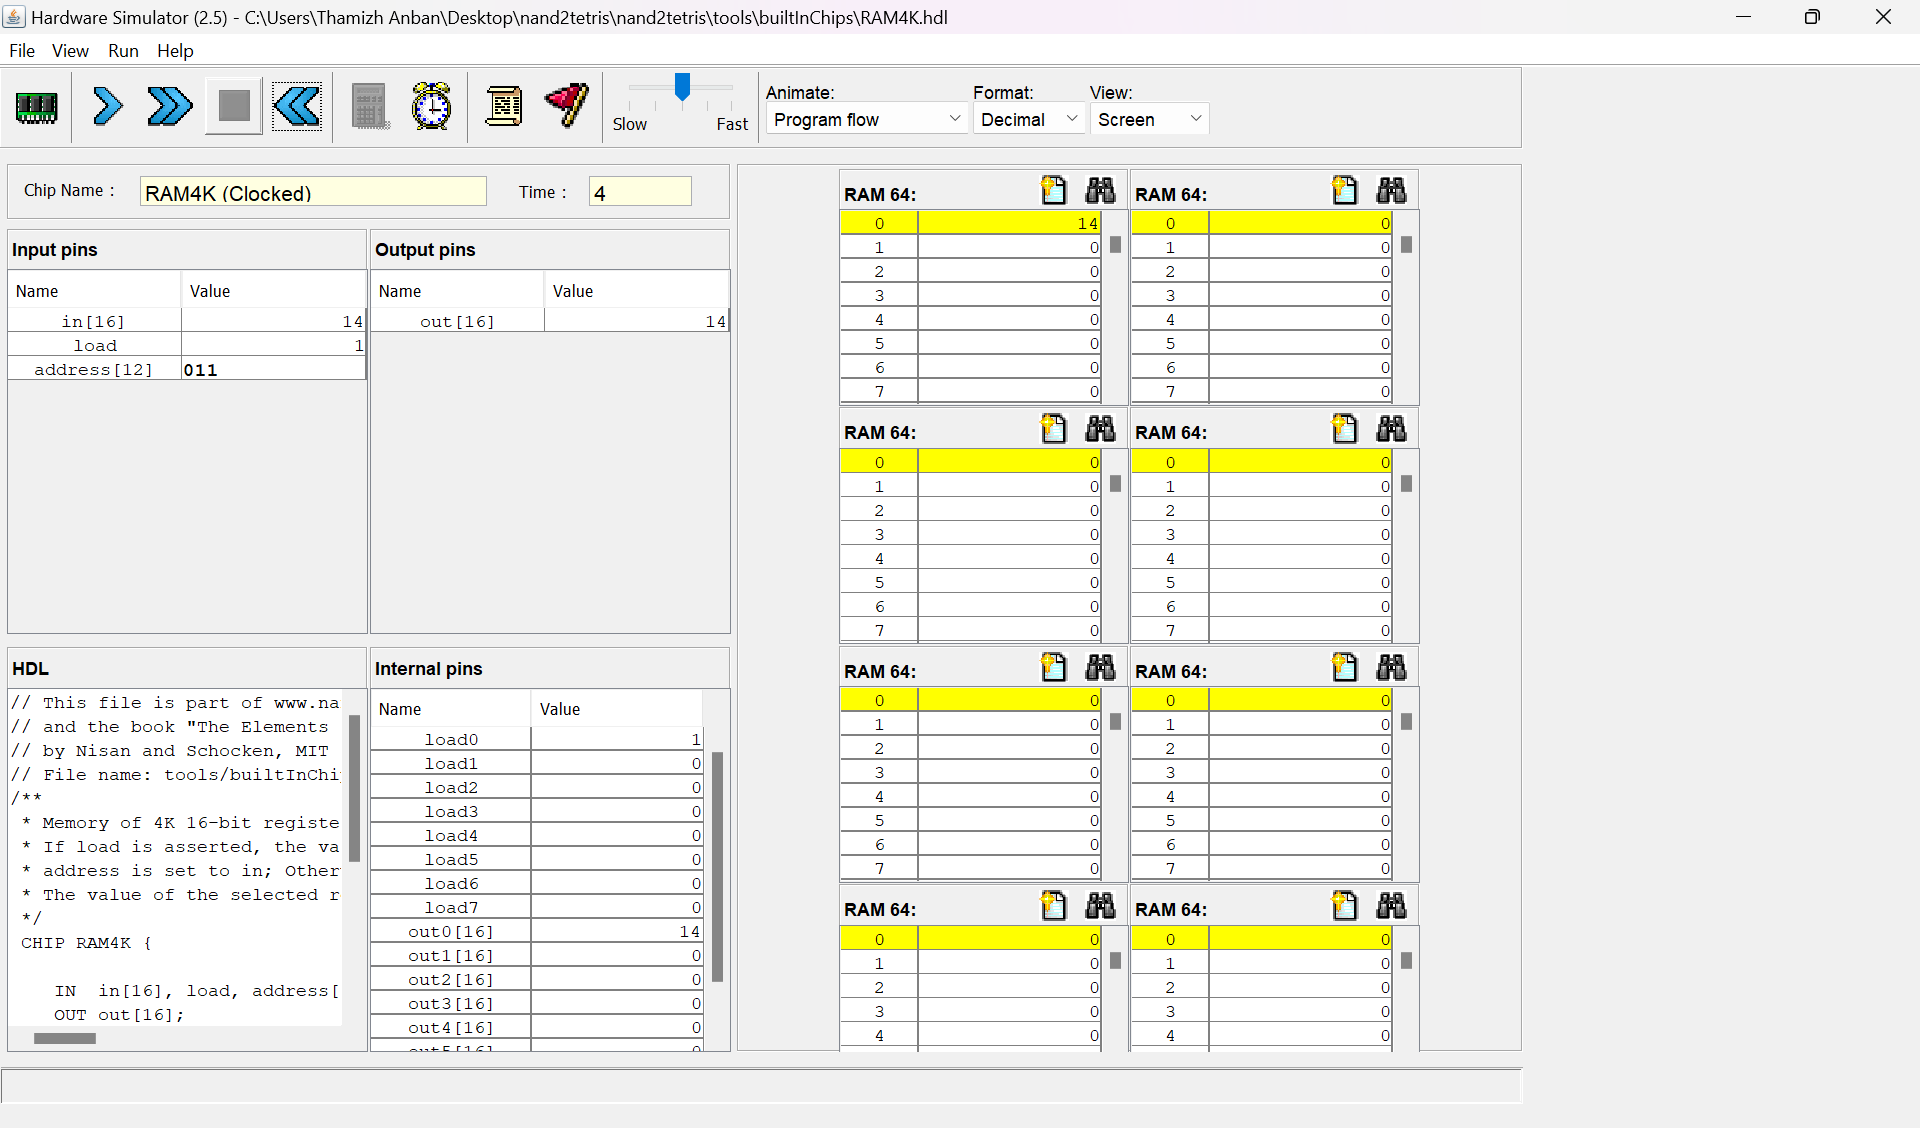 Hardware Simulator (2.5) - C:\Users\Thamizh Anban\Desktop\nand2tetris\nand2tetris\tools\builtInChips\RAM4K.hdl
File View Run Help
Slow Fast
Animate: Format: View:
Program flow Decimal Screen
Chip Name : RAM4K (Clocked) Time : 4
Input pins
Name Value
in[16] 14
load 1
address[12] 011
Output pins
Name Value
out[16] 14
HDL
// This file is part of www.na
// and the book "The Elements
// by Nisan and Schocken, MIT
// File name: tools/builtInChi
/**
* Memory of 4K 16-bit registe
* If load is asserted, the va
* address is set to in; Other
* The value of the selected r
*/
CHIP RAM4K {
IN in[16], load, address[
OUT out[16];
Internal pins
Name Value
load0 1
load1 0
load2 0
load3 0
load4 0
load5 0
load6 0
load7 0
out0[16] 14
out1[16] 0
out2[16] 0
out3[16] 0
out4[16] 0
out5[16] 0
RAM 64:
0 14
1 0
2 0
3 0
4 0
5 0
6 0
7 0
RAM 64:
0 0
1 0
2 0
3 0
4 0
5 0
6 0
7 0
RAM 64:
0 0
1 0
2 0
3 0
4 0
5 0
6 0
7 0
RAM 64:
0 0
1 0
2 0
3 0
4 0
5 0
6 0
7 0
RAM 64:
0 0
1 0
2 0
3 0
4 0
5 0
6 0
7 0
RAM 64:
0 0
1 0
2 0
3 0
4 0
5 0
6 0
7 0
RAM 64:
0 0
1 0
2 0
3 0
4 0
RAM 64:
0 0
1 0
2 0
3 0
4 0